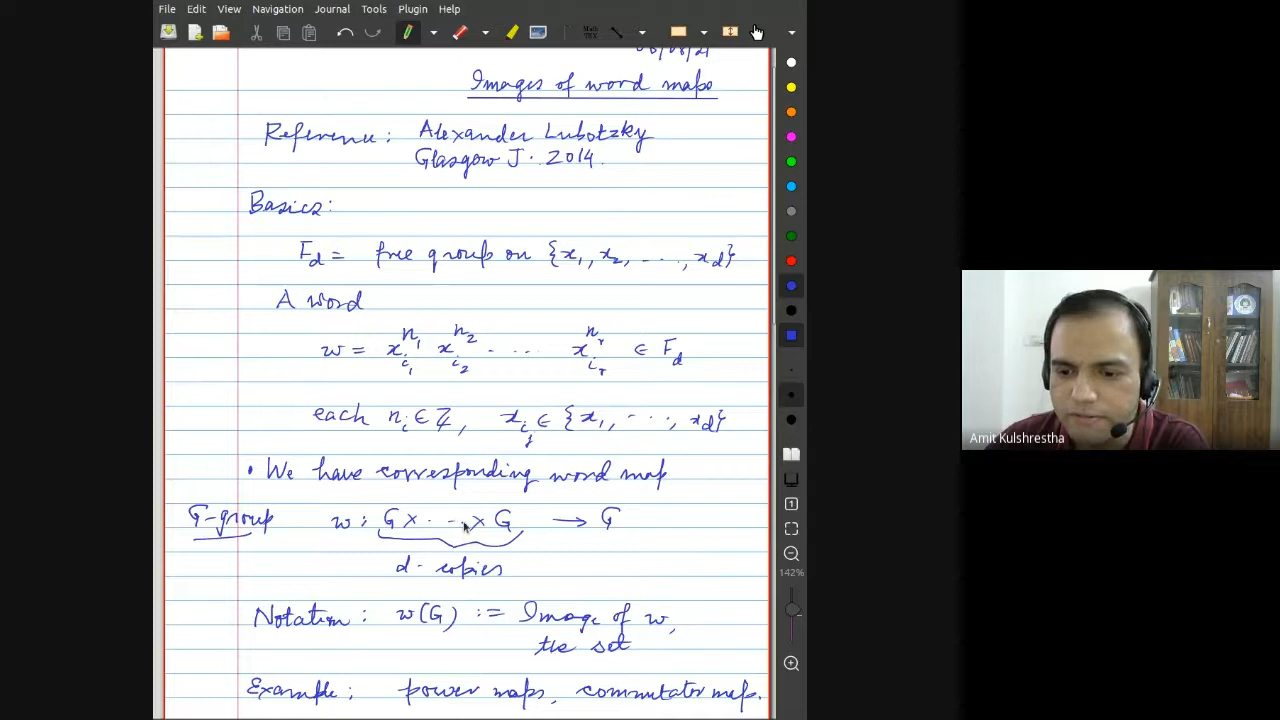 File Edit View Navigation Journal Tools Plugin Help
Images of word maps
Reference: Alexander Lubotzky
Glasgow J. 2014.
Basics:
F_d = free group on {x_1, x_2, ....., x_d}
A word
w = x_{i_1}^{n_1} x_{i_2}^{n_2} ..... x_{i_r}^{n_r} ∈ F_d
each n_i ∈ ℤ, x_{i_j} ∈ {x_1, ...., x_d}
• We have corresponding word map
G-group w: G × ... × G → G
d-copies
Notation: w(G) := Image of w,
the set
Example: power maps, commutator map.
Amit Kulshrestha
1
142%